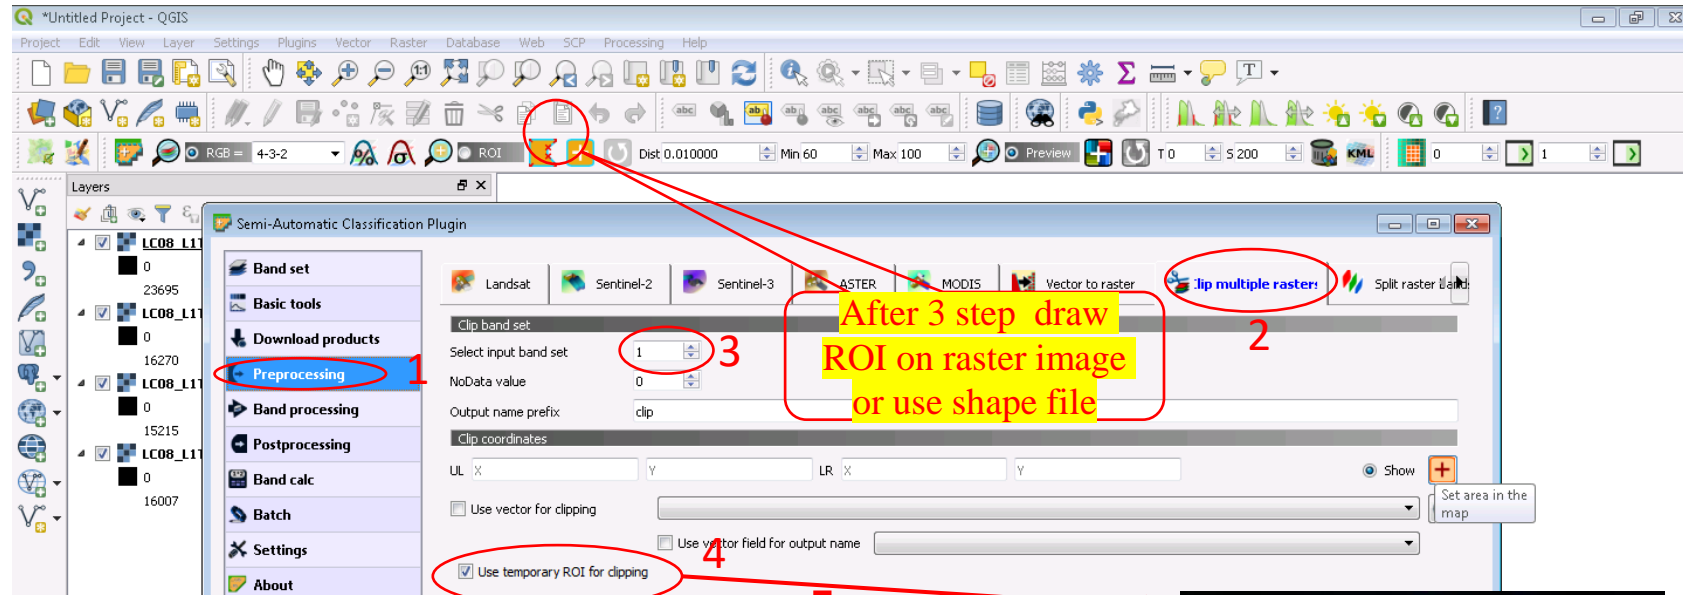 *Untitled Project - QGIS
Project Edit View Layer Settings Plugins Vector Raster Database Web SCP Processing Help
RGB = 4-3-2 ROI Dist 0.010000 Min 60 Max 100 Preview T 0 S 200 KML 0 1
Layers
Semi-Automatic Classification Plugin
LC08_L1T
0
23695
LC08_L1T
0
16270
LC08_L1T
0
15215
LC08_L1T
0
16007
Band set
Basic tools
Download products
Preprocessing 1
Band processing
Postprocessing
Band calc
Batch
Settings
About
Landsat Sentinel-2 Sentinel-3 ASTER MODIS Vector to raster Clip multiple rasters Split raster bands
2
Clip band set
Select input band set 1 3
NoData value 0
Output name prefix clip
After 3 step draw
ROI on raster image
or use shape file
Clip coordinates
UL X Y LR X Y Show
Set area in the
map
Use vector for clipping
Use vector field for output name
4
Use temporary ROI for clipping